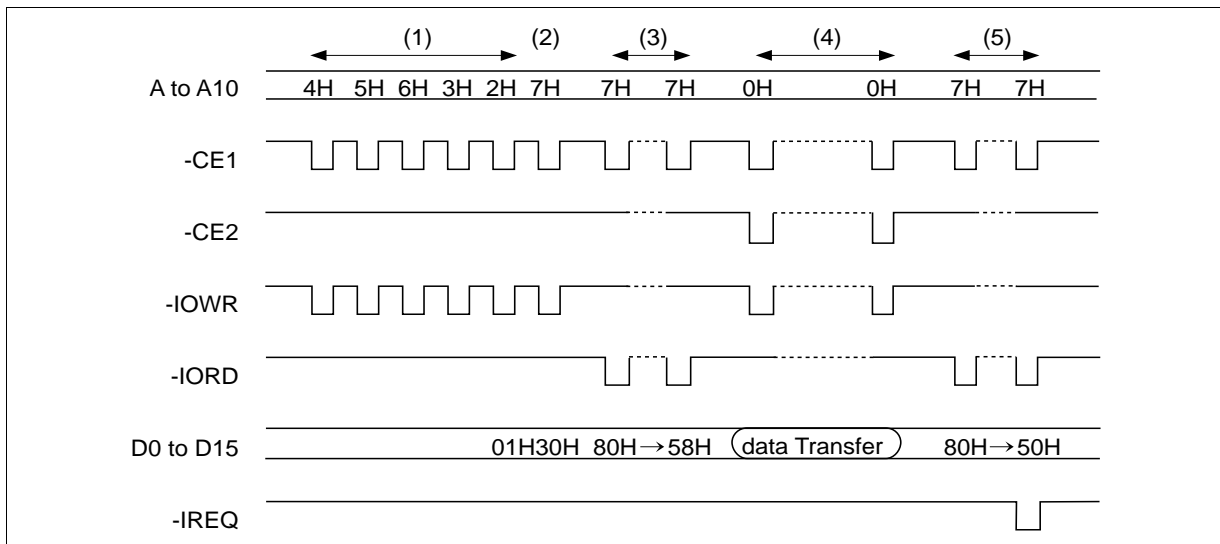 (1) (2) (3) (4) (5)
A to A10 4H 5H 6H 3H 2H 7H 7H 7H 0H 0H 7H 7H
-CE1
-CE2
-IOWR
-IORD
D0 to D15 01H30H 80H→58H data Transfer 80H→50H
-IREQ